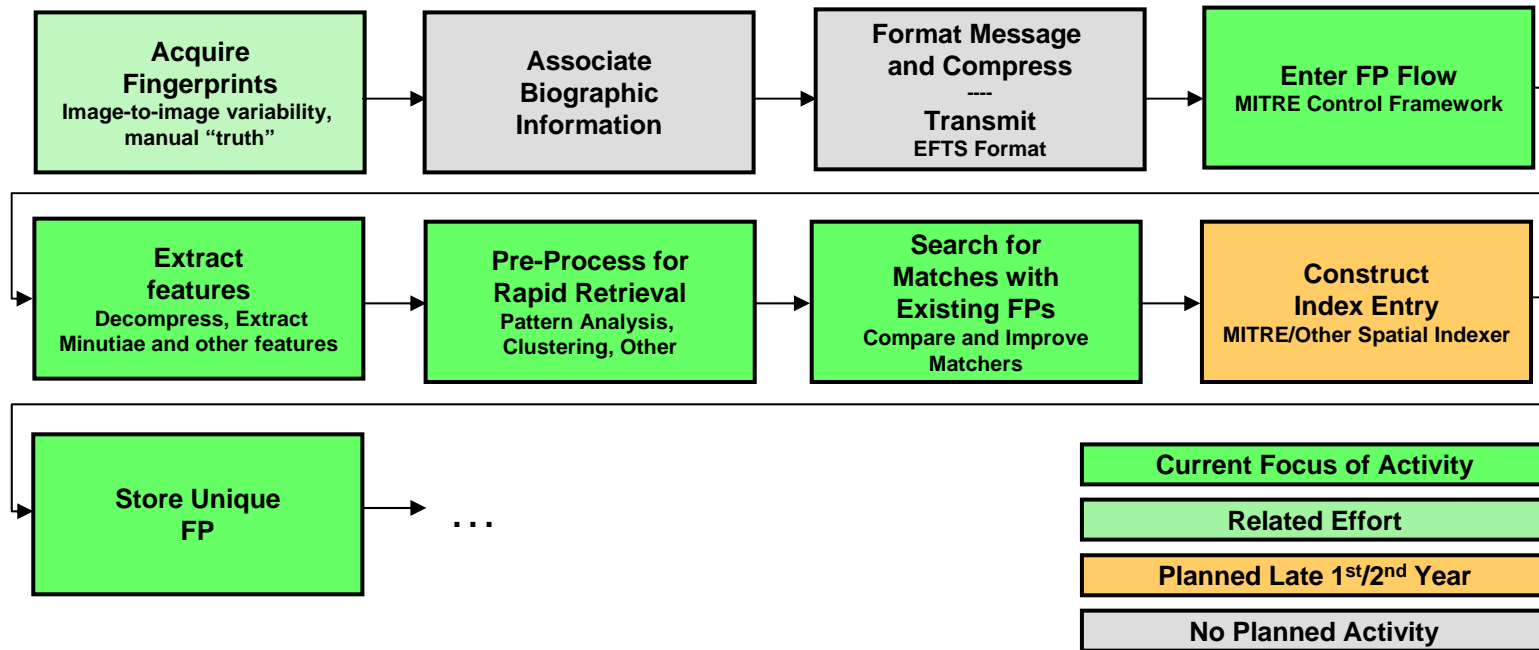 Acquire
Fingerprints
Image-to-image variability,
manual “truth”
Associate
Biographic
Information
Format Message
and Compress
----
Transmit
EFTS Format
Enter FP Flow
MITRE Control Framework
Extract
features
Decompress, Extract
Minutiae and other features
Pre-Process for
Rapid Retrieval
Pattern Analysis,
Clustering, Other
Search for
Matches with
Existing FPs
Compare and Improve
Matchers
Construct
Index Entry
MITRE/Other Spatial Indexer
Store Unique
FP
...
Current Focus of Activity
Related Effort
Planned Late 1st/2nd Year
No Planned Activity